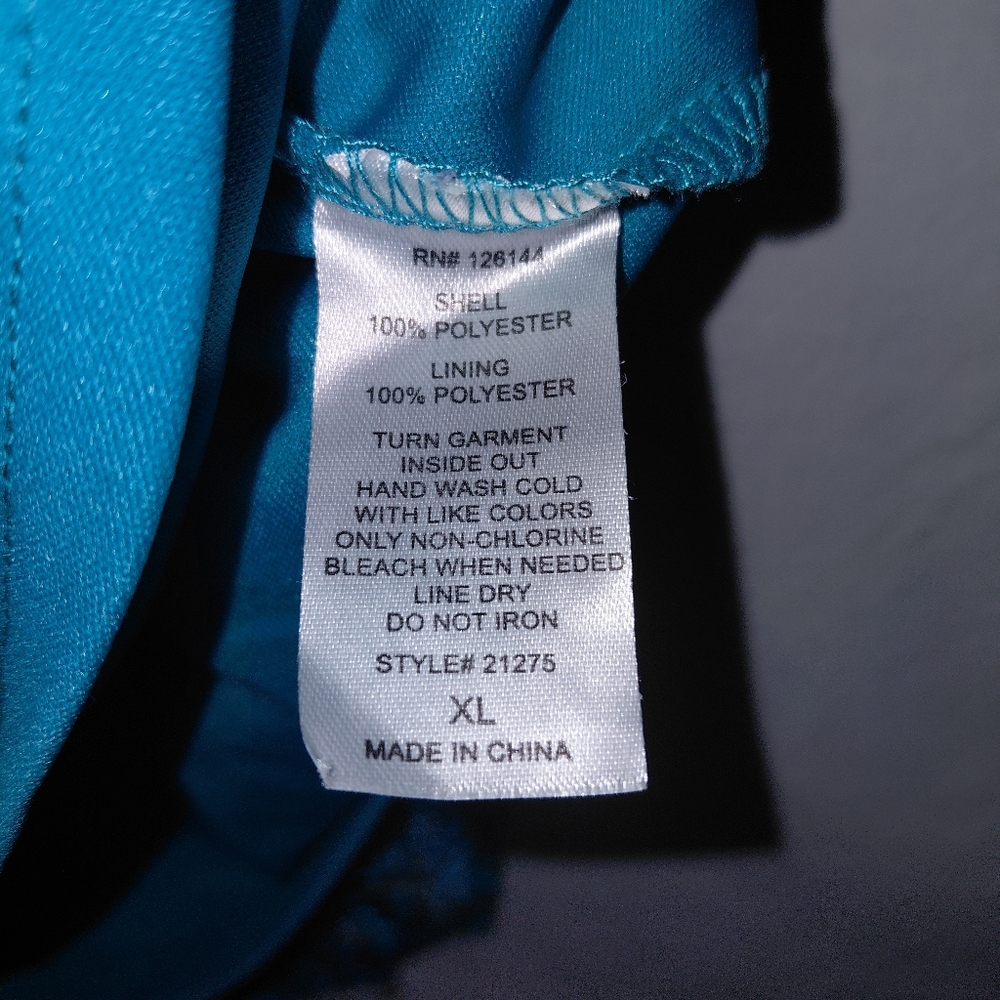 RN# 126144
SHELL
100% POLYESTER
LINING
100% POLYESTER
TURN GARMENT
INSIDE OUT
HAND WASH COLD
WITH LIKE COLORS
ONLY NON-CHLORINE
BLEACH WHEN NEEDED
LINE DRY
DO NOT IRON
STYLE# 21275
XL
MADE IN CHINA